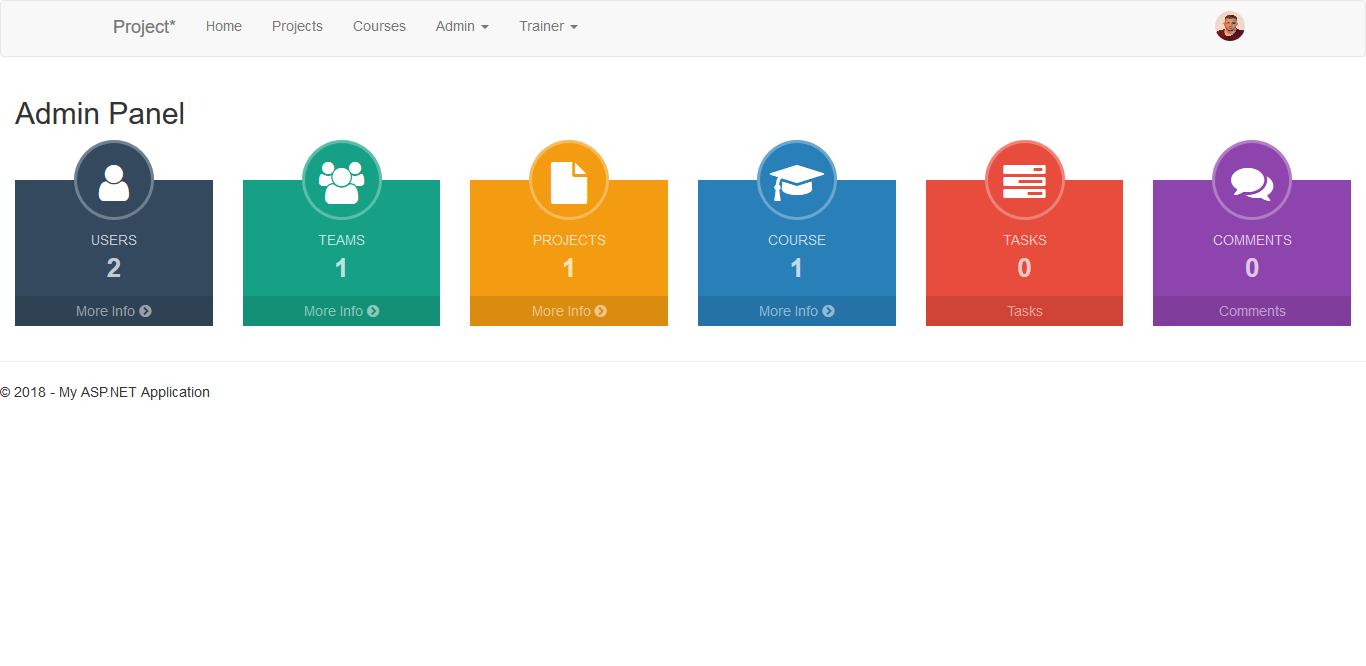 Project* Home Projects Courses Admin Trainer
Admin Panel
USERS TEAMS PROJECTS COURSE TASKS COMMENTS
2 1 1 1 0 0
More Info More Info More Info More Info Tasks Comments
© 2018 - My ASP.NET Application